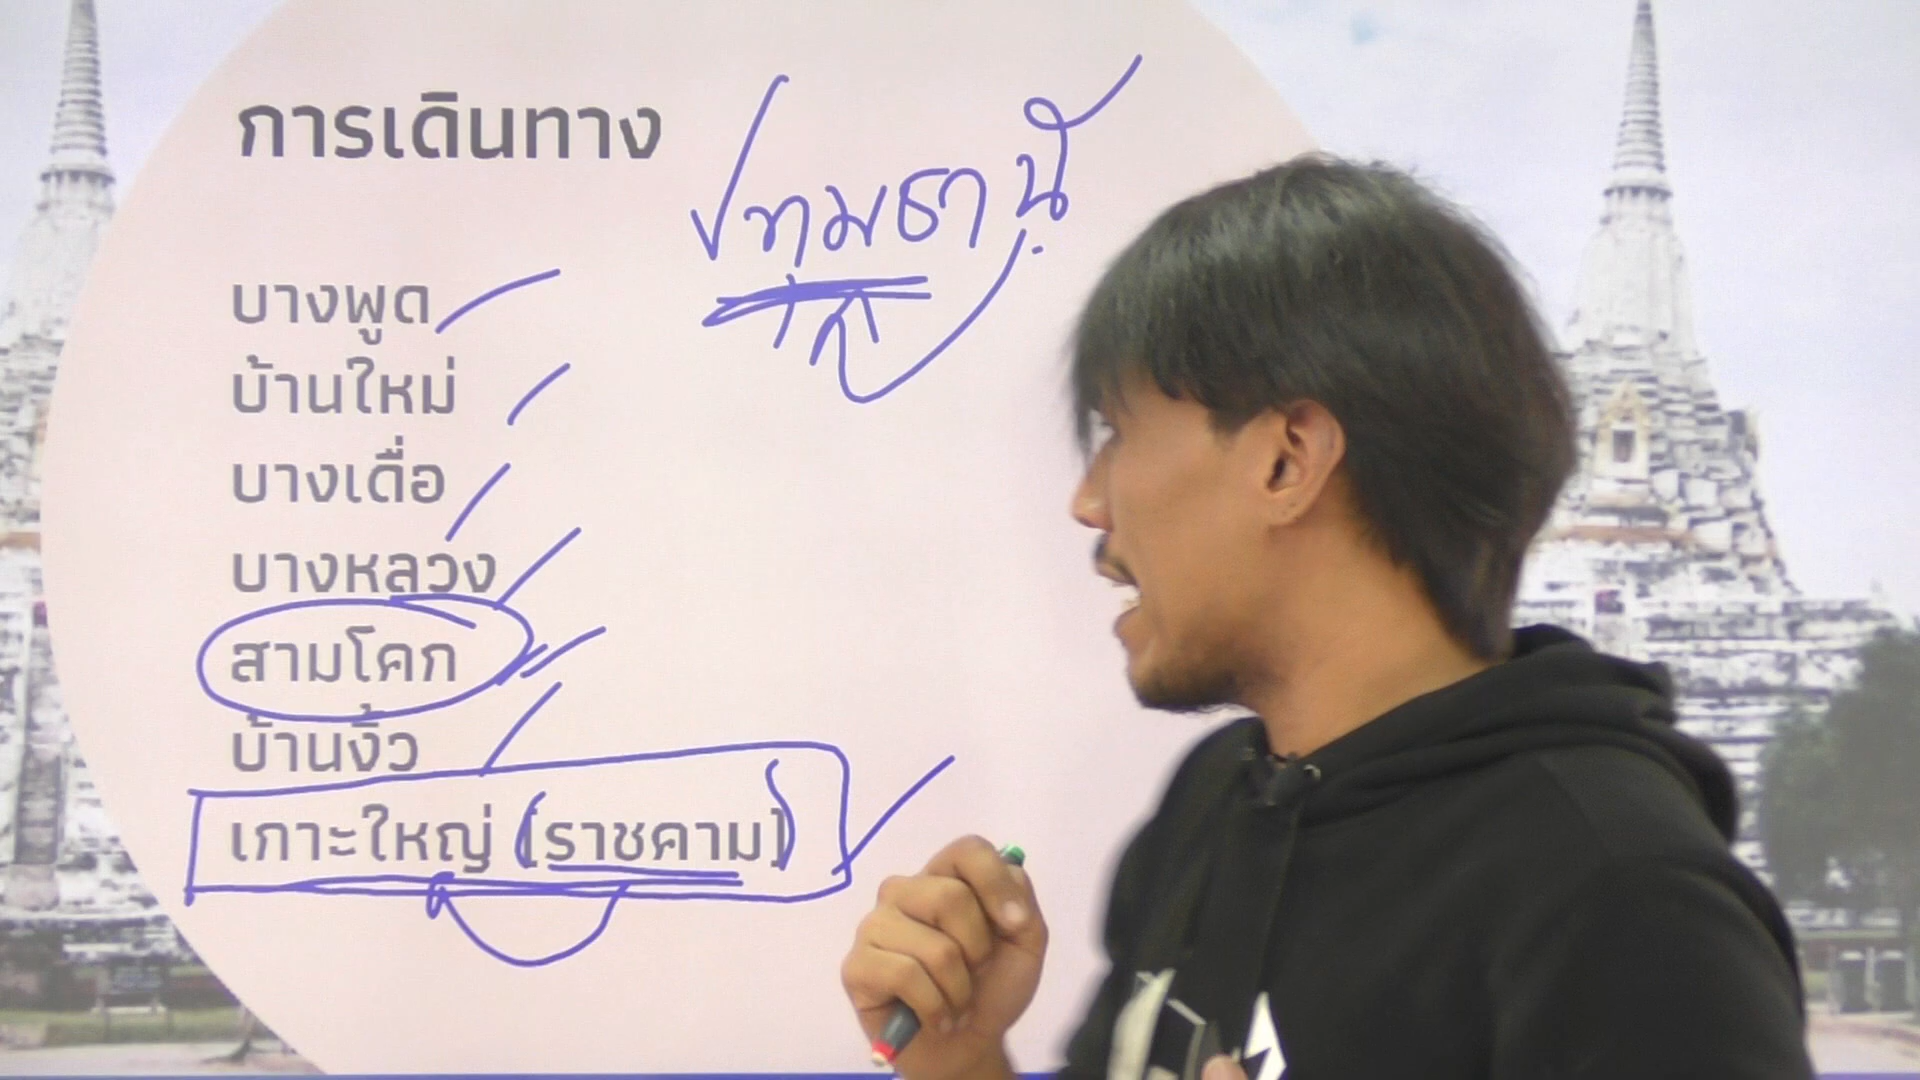 การเดินทาง
ปทุมธานี
บางพูด
บ้านใหม่
บางเดื่อ
บางหลวง
สามโคก
บ้านงิ้ว
เกาะใหญ่ (ราชคาม)